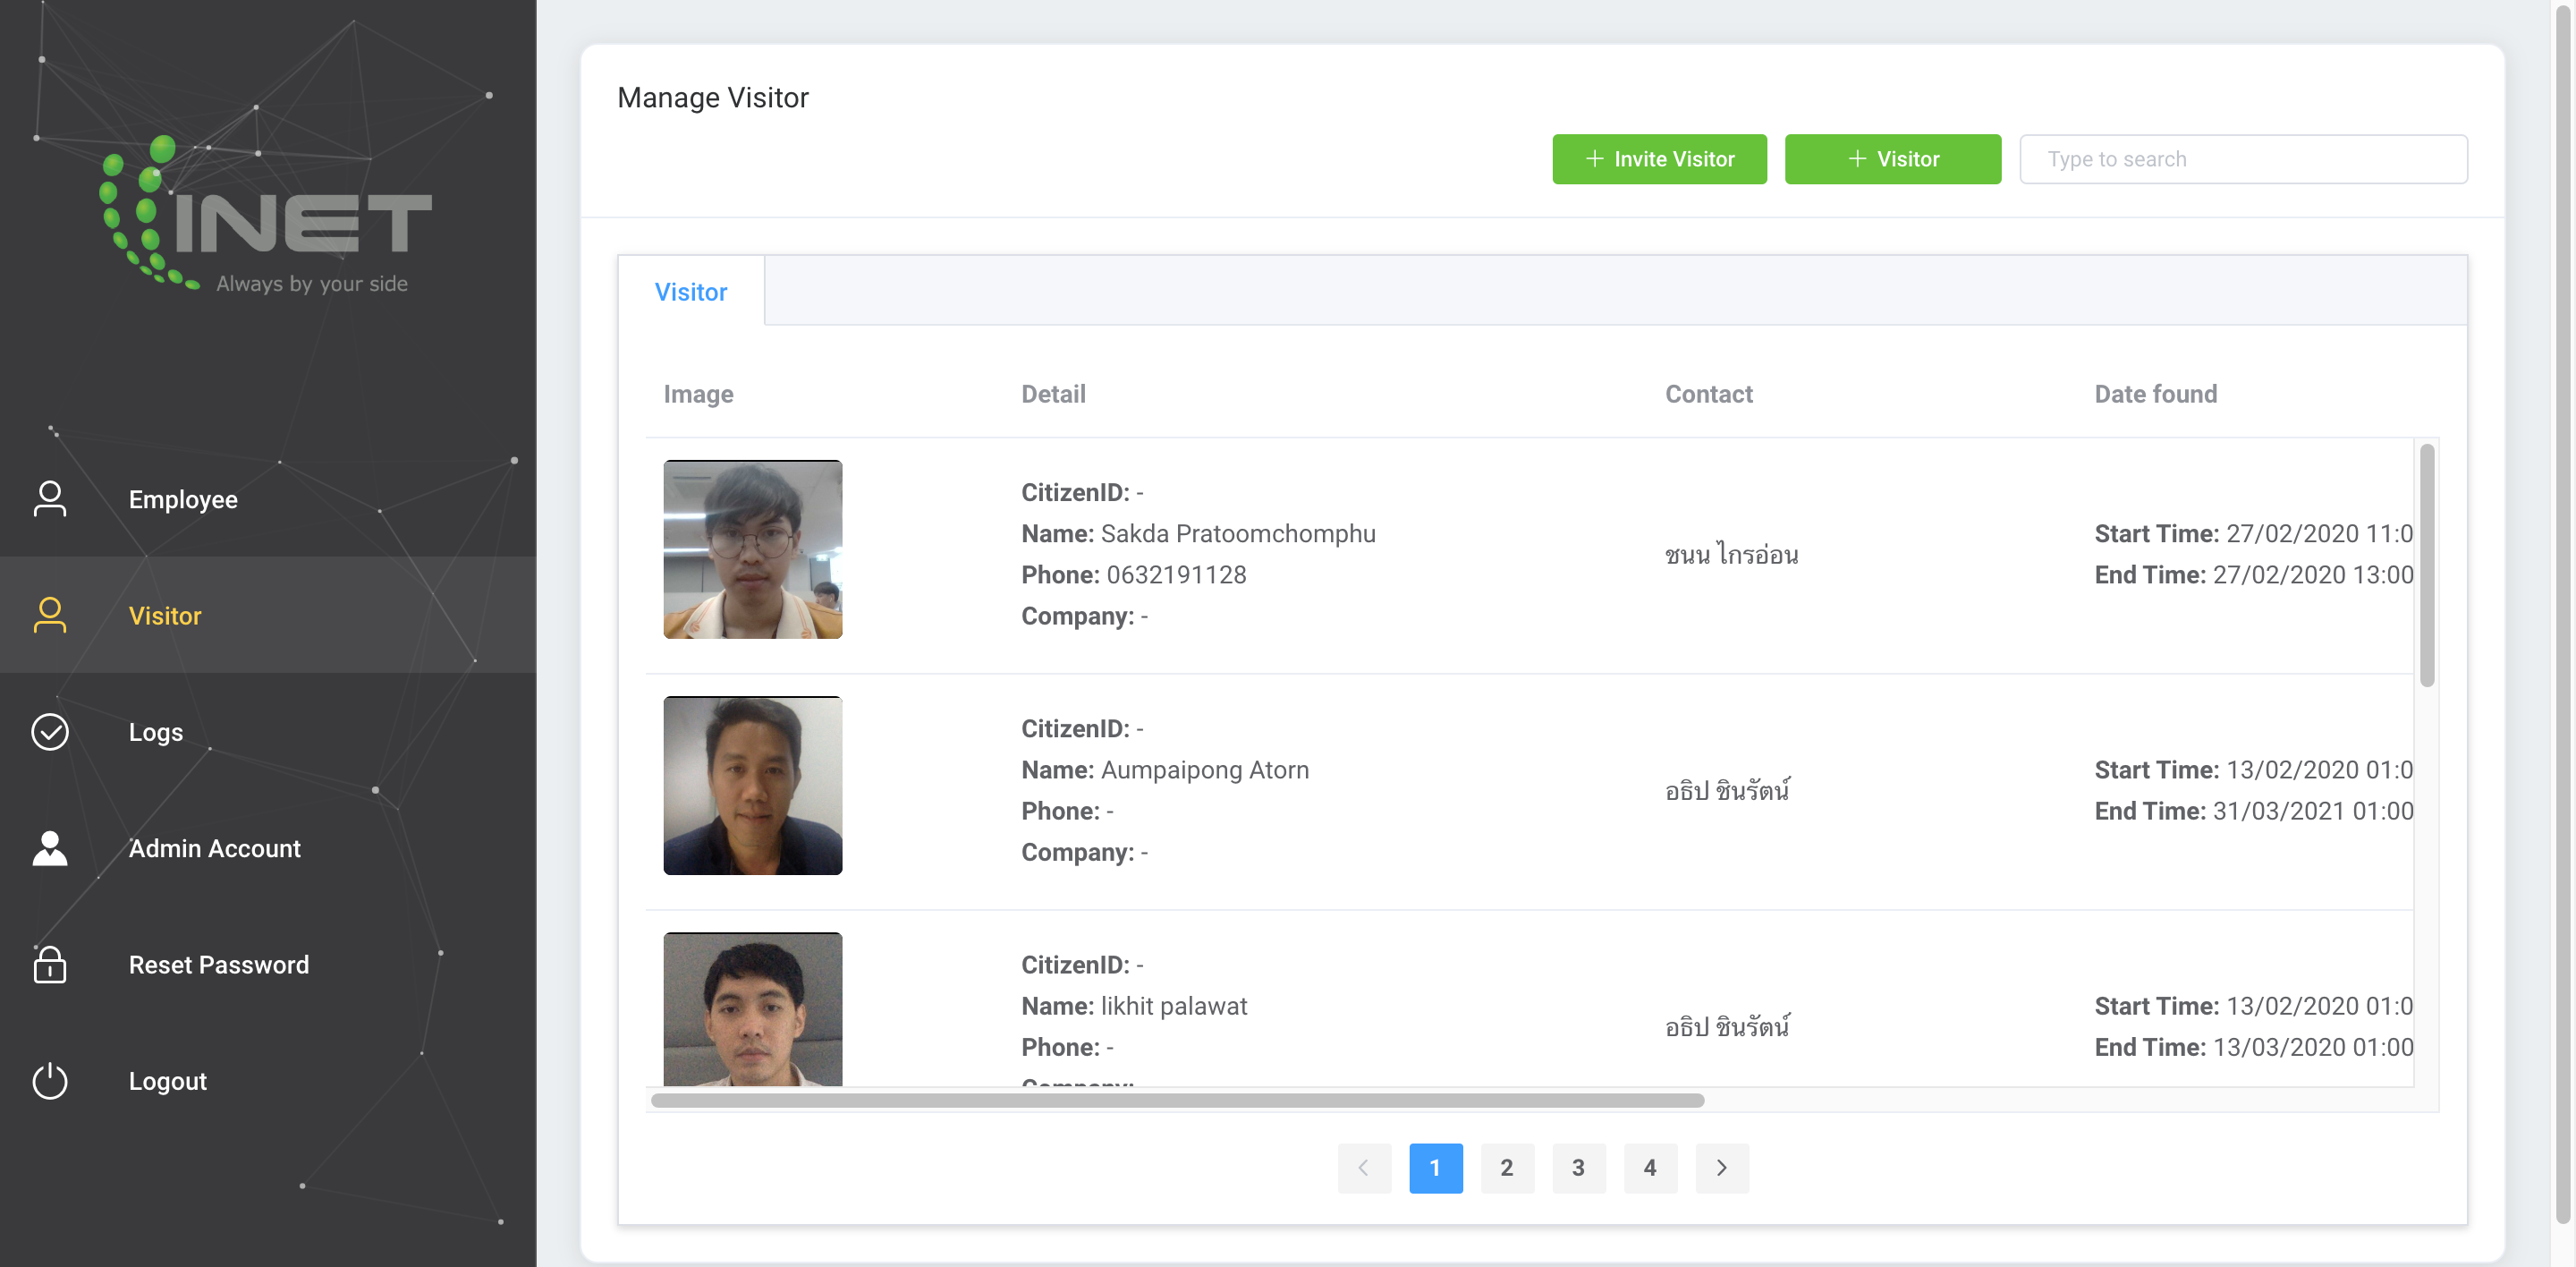 INET
Always by your side
Employee
Visitor
Logs
Admin Account
Reset Password
Logout
Manage Visitor
+ Invite Visitor
+ Visitor
Type to search
Visitor
Image Detail Contact Date found
CitizenID: -
Name: Sakda Pratoomchomphu
Phone: 0632191128
Company: -
ชนน ไกรอ่อน
Start Time: 27/02/2020 11:0
End Time: 27/02/2020 13:00
CitizenID: -
Name: Aumpaipong Atorn
Phone: -
Company: -
อธิป ชินรัตน์
Start Time: 13/02/2020 01:0
End Time: 31/03/2021 01:00
CitizenID: -
Name: likhit palawat
Phone: -
Company: 
อธิป ชินรัตน์
Start Time: 13/02/2020 01:0
End Time: 13/03/2020 01:00
< 1 2 3 4 >